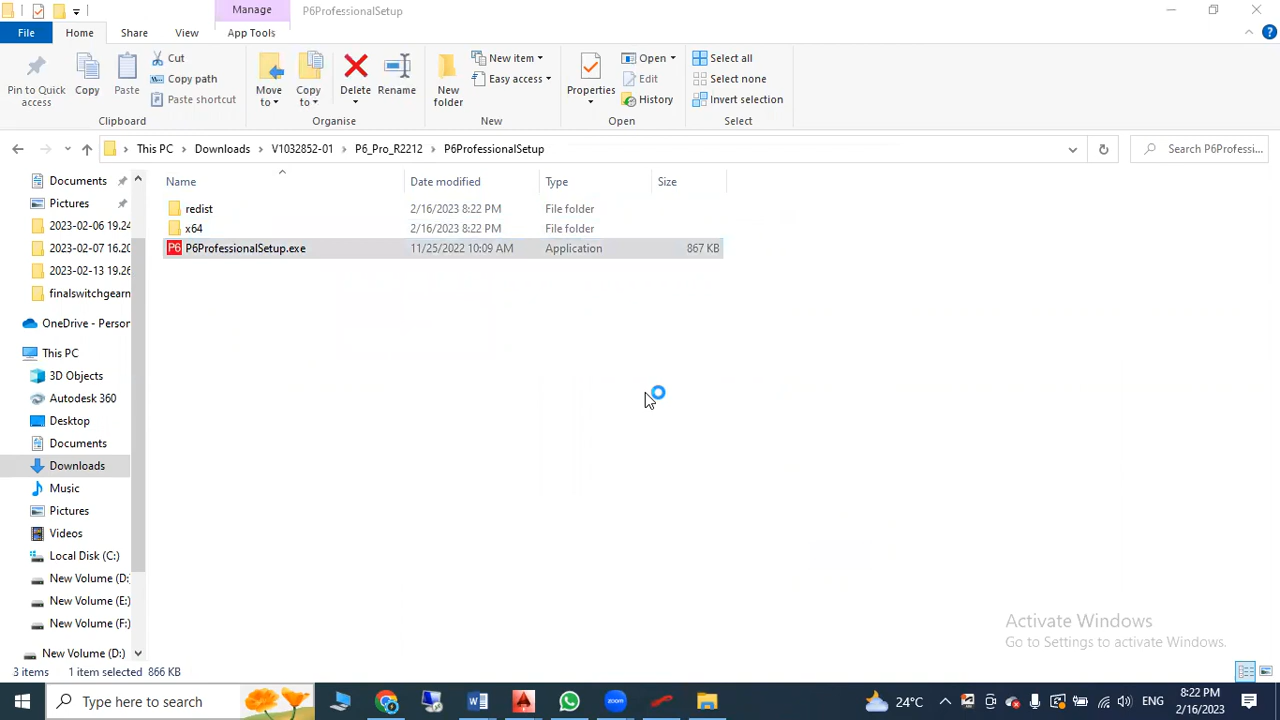 Manage
P6ProfessionalSetup
File
Home
Share
View
App Tools
Pin to Quick access
Copy
Paste
Cut
Copy path
Paste shortcut
Clipboard
Move to
Copy to
Delete
Rename
Organise
New folder
New item
Easy access
New
Properties
Open
Edit
History
Open
Select all
Select none
Invert selection
Select
This PC > Downloads > V1032852-01 > P6_Pro_R2212 > P6ProfessionalSetup
Search P6Professi...
Name Date modified Type Size
redist 2/16/2023 8:22 PM File folder
x64 2/16/2023 8:22 PM File folder
P6 P6ProfessionalSetup.exe 11/25/2022 10:09 AM Application 867 KB
Documents
Pictures
2023-02-06 19.24
2023-02-07 16.20
2023-02-13 19.26
finalswitchgearn
OneDrive - Person
This PC
3D Objects
Autodesk 360
Desktop
Documents
Downloads
Music
Pictures
Videos
Local Disk (C:)
New Volume (D:)
New Volume (E:)
New Volume (F:)
New Volume (D:)
Activate Windows
Go to Settings to activate Windows.
3 items 1 item selected 866 KB
Type here to search
24°C
ENG
8:22 PM
2/16/2023